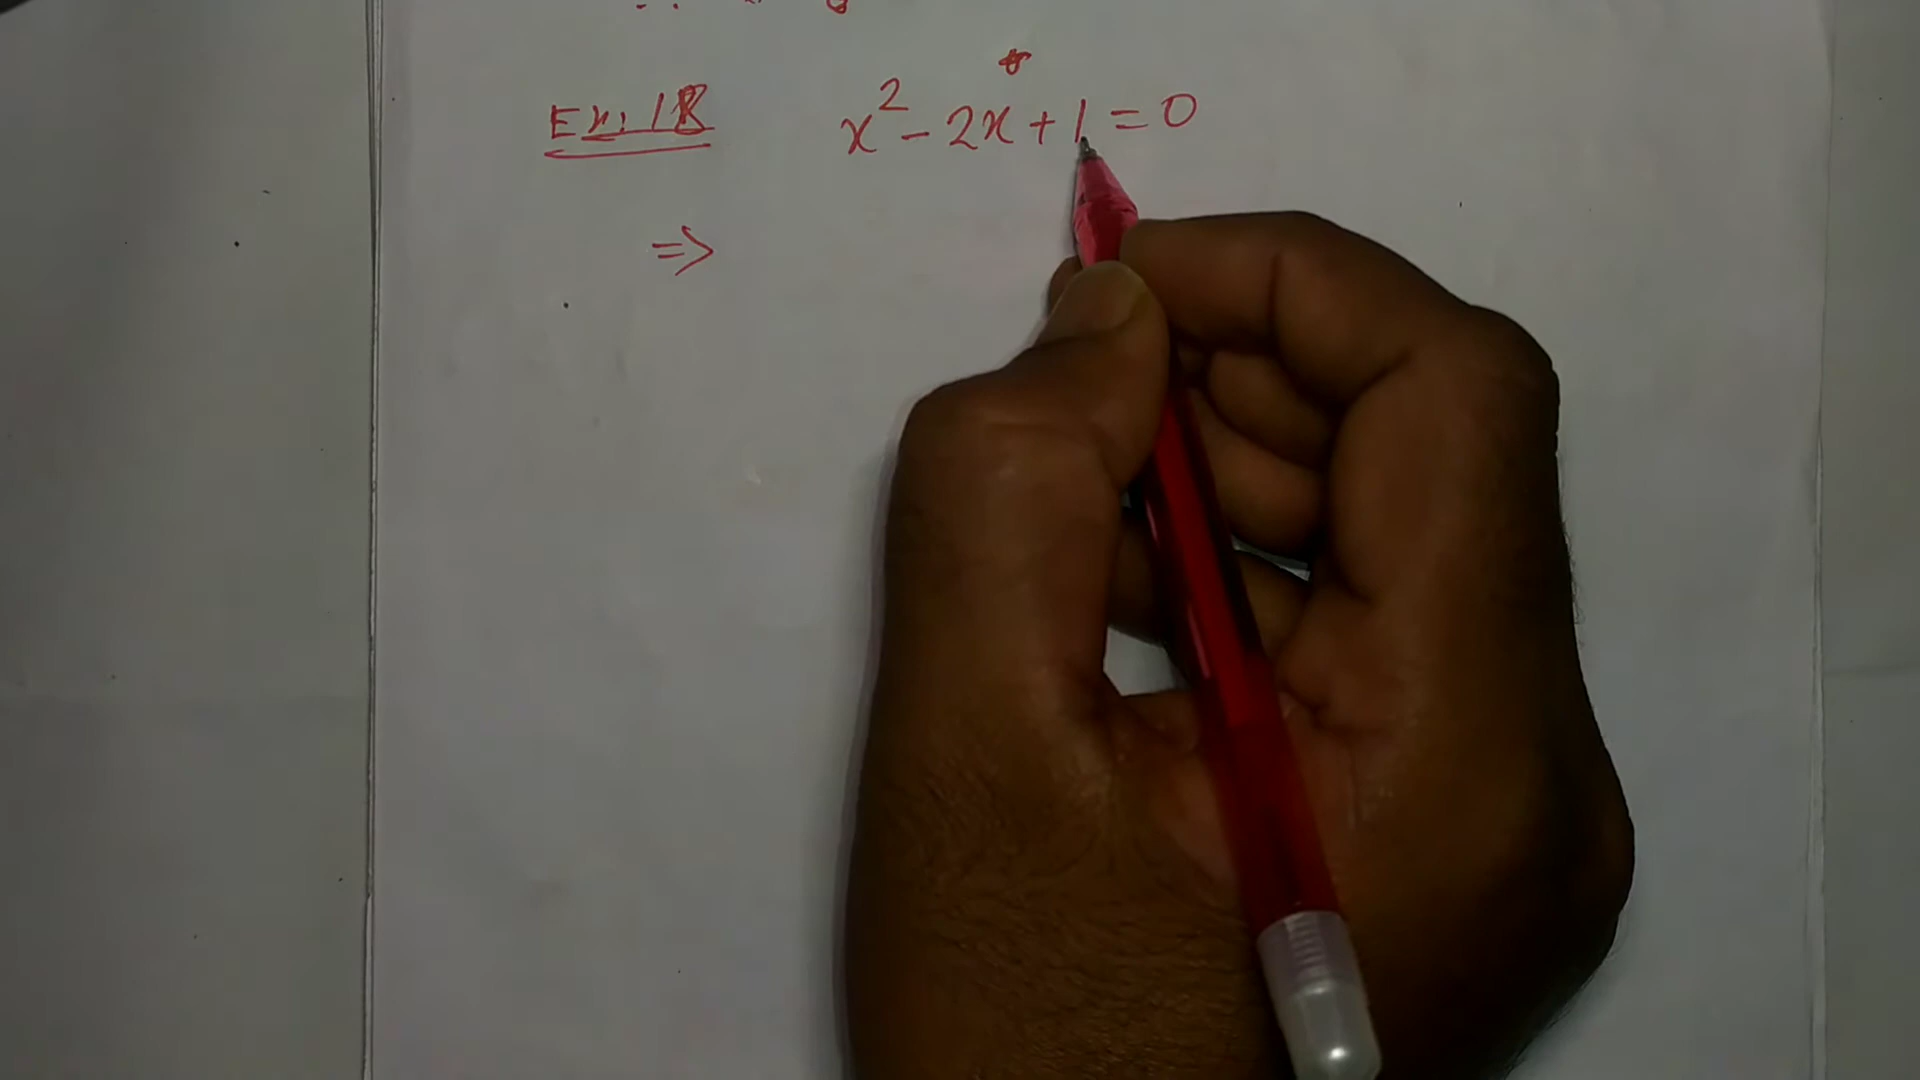 Ex. 18 x² - 2x + 1 = 0
=>